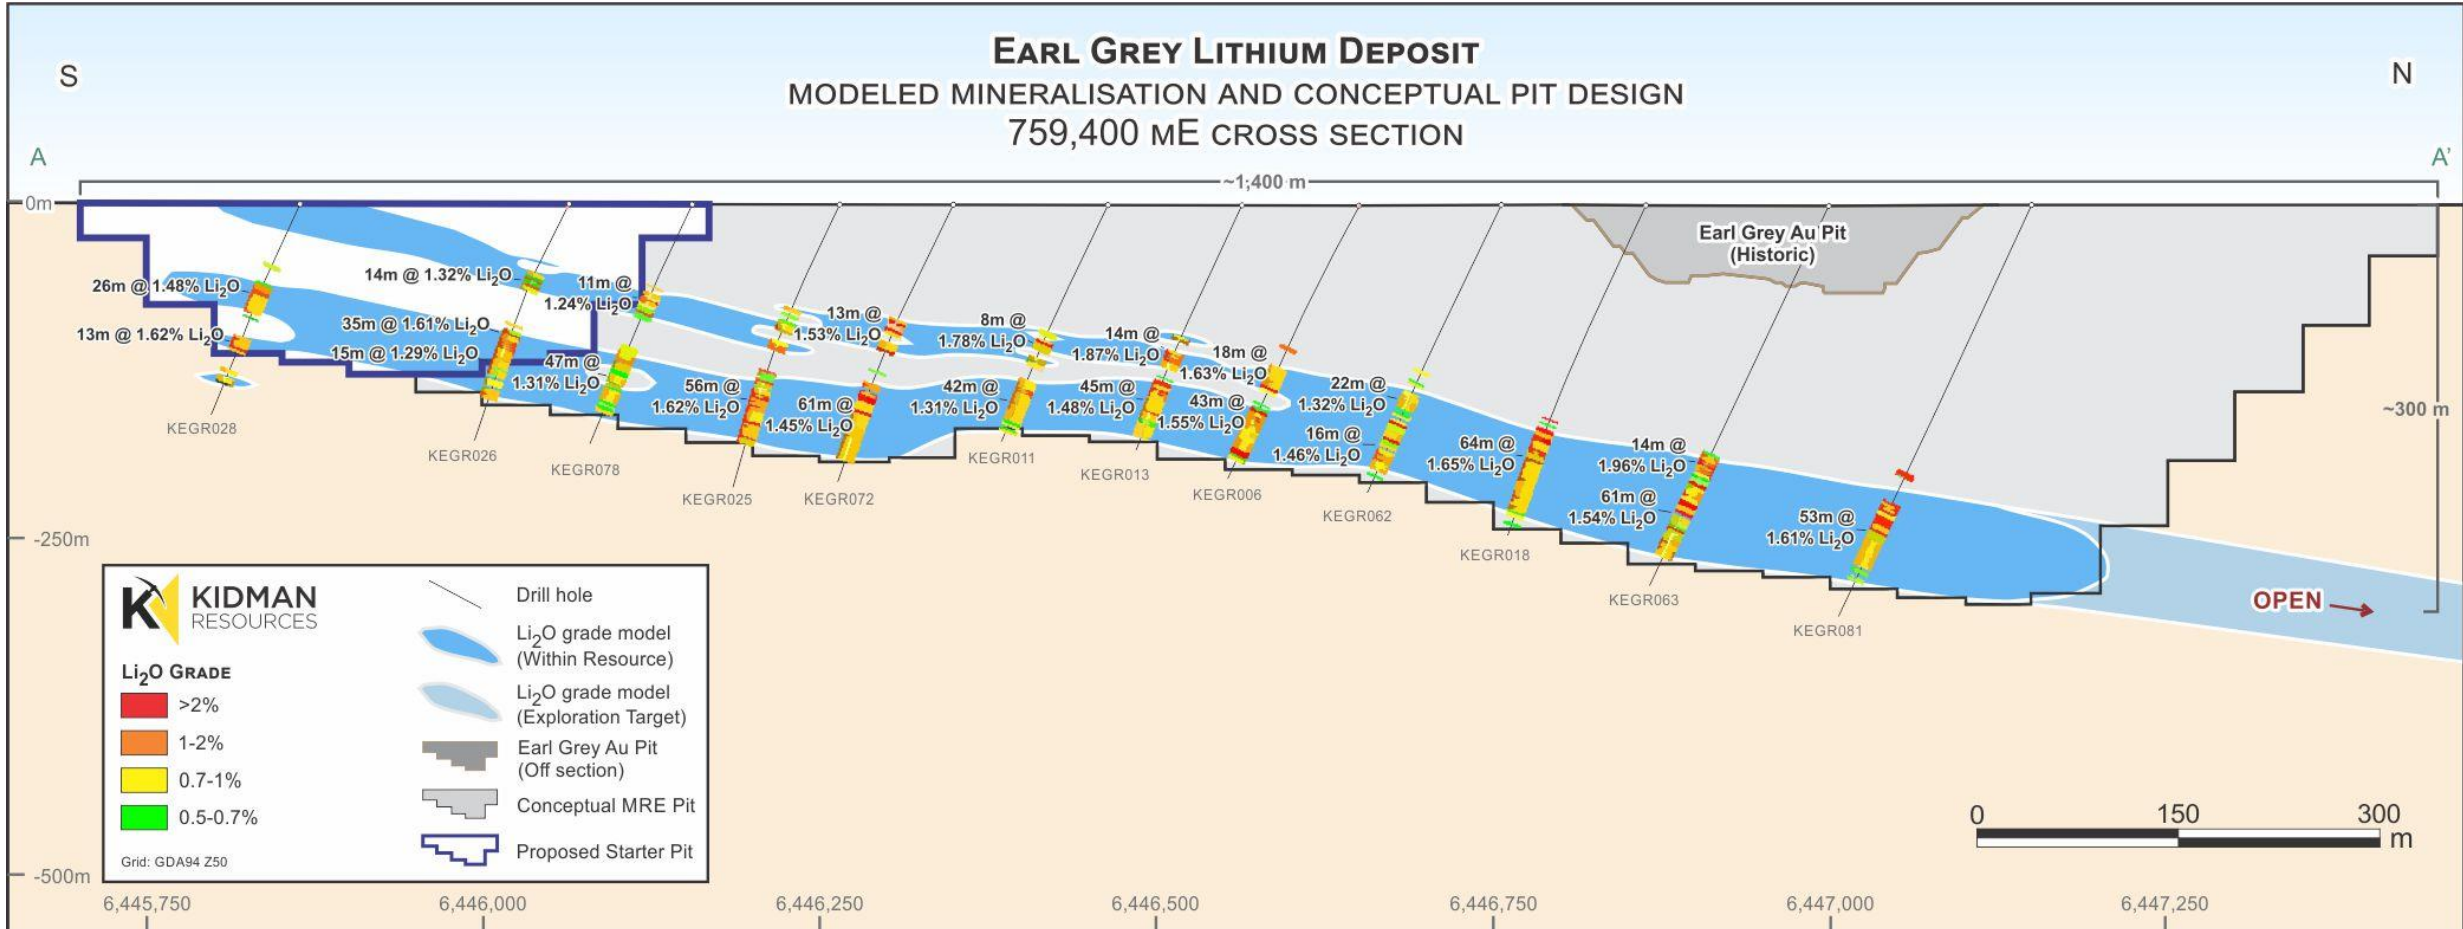 EARL GREY LITHIUM DEPOSIT
MODELED MINERALISATION AND CONCEPTUAL PIT DESIGN
759,400 ME CROSS SECTION
S
N
A
A'
~1,400 m
0m
-250m
-500m
~300 m
Earl Grey Au Pit
(Historic)
26m @ 1.48% Li2O
13m @ 1.62% Li2O
KEGR028
14m @ 1.32% Li2O
35m @ 1.61% Li2O
15m @ 1.29% Li2O
KEGR026
11m @
1.24% Li2O
47m @
1.31% Li2O
KEGR078
56m @
1.62% Li2O
KEGR025
13m @
1.53% Li2O
61m @
1.45% Li2O
KEGR072
8m @
1.78% Li2O
42m @
1.31% Li2O
KEGR011
14m @
1.87% Li2O
45m @
1.48% Li2O
KEGR013
18m @
1.63% Li2O
43m @
1.55% Li2O
KEGR006
22m @
1.32% Li2O
16m @
1.46% Li2O
KEGR062
64m @
1.65% Li2O
KEGR018
14m @
1.96% Li2O
61m @
1.54% Li2O
KEGR063
53m @
1.61% Li2O
KEGR081
OPEN
KIDMAN
RESOURCES
Li2O GRADE
>2%
1-2%
0.7-1%
0.5-0.7%
Grid: GDA94 Z50
Drill hole
Li2O grade model
(Within Resource)
Li2O grade model
(Exploration Target)
Earl Grey Au Pit
(Off section)
Conceptual MRE Pit
Proposed Starter Pit
0 150 300
m
6,445,750 6,446,000 6,446,250 6,446,500 6,446,750 6,447,000 6,447,250